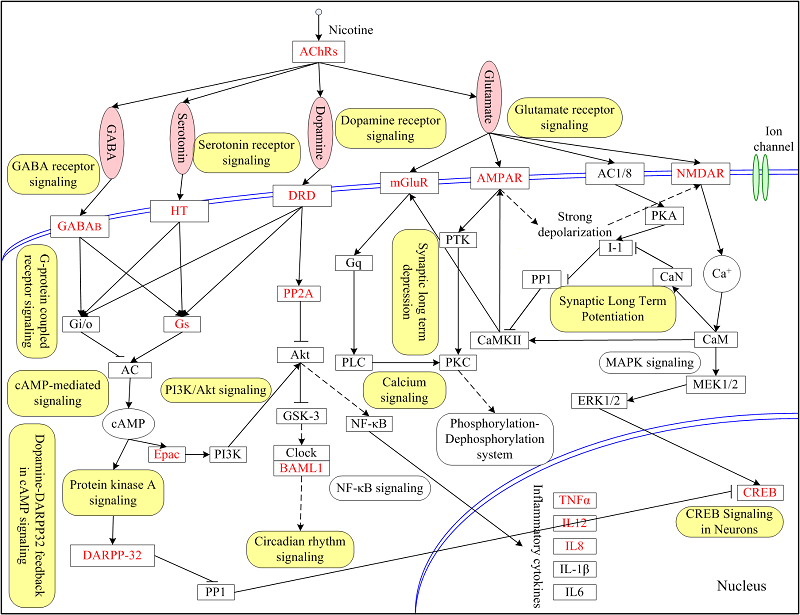 Nicotine
AChRs
GABA
Serotonin
Dopamine
Glutamate
GABA receptor
signaling
Serotonin receptor
signaling
Dopamine receptor
signaling
Glutamate receptor
signaling
Ion
channel
GABAB
HT
DRD
mGluR
AMPAR
AC1/8
NMDAR
Strong
depolarization
PKA
PTK
I-1
G-protein coupled
receptor signaling
Gq
Synaptic long term
depression
PP1
CaN
Ca+
Synaptic Long Term
Potentiation
PP2A
Gi/o
Gs
CaMKII
CaM
Akt
PLC
PKC
MAPK signaling
AC
cAMP-mediated
signaling
PI3K/Akt signaling
Calcium
signaling
MEK1/2
ERK1/2
cAMP
GSK-3
NF-κB
Phosphorylation-
Dephosphorylation
system
Epac
PI3K
Clock
BAML1
NF-κB signaling
Dopamine-DARPP32 feedback
in cAMP signaling
Protein kinase A
signaling
Circadian rhythm
signaling
Inflammatory cytokines
TNFα
IL12
IL8
IL-1β
IL6
CREB
CREB Signaling
in Neurons
DARPP-32
PP1
Nucleus